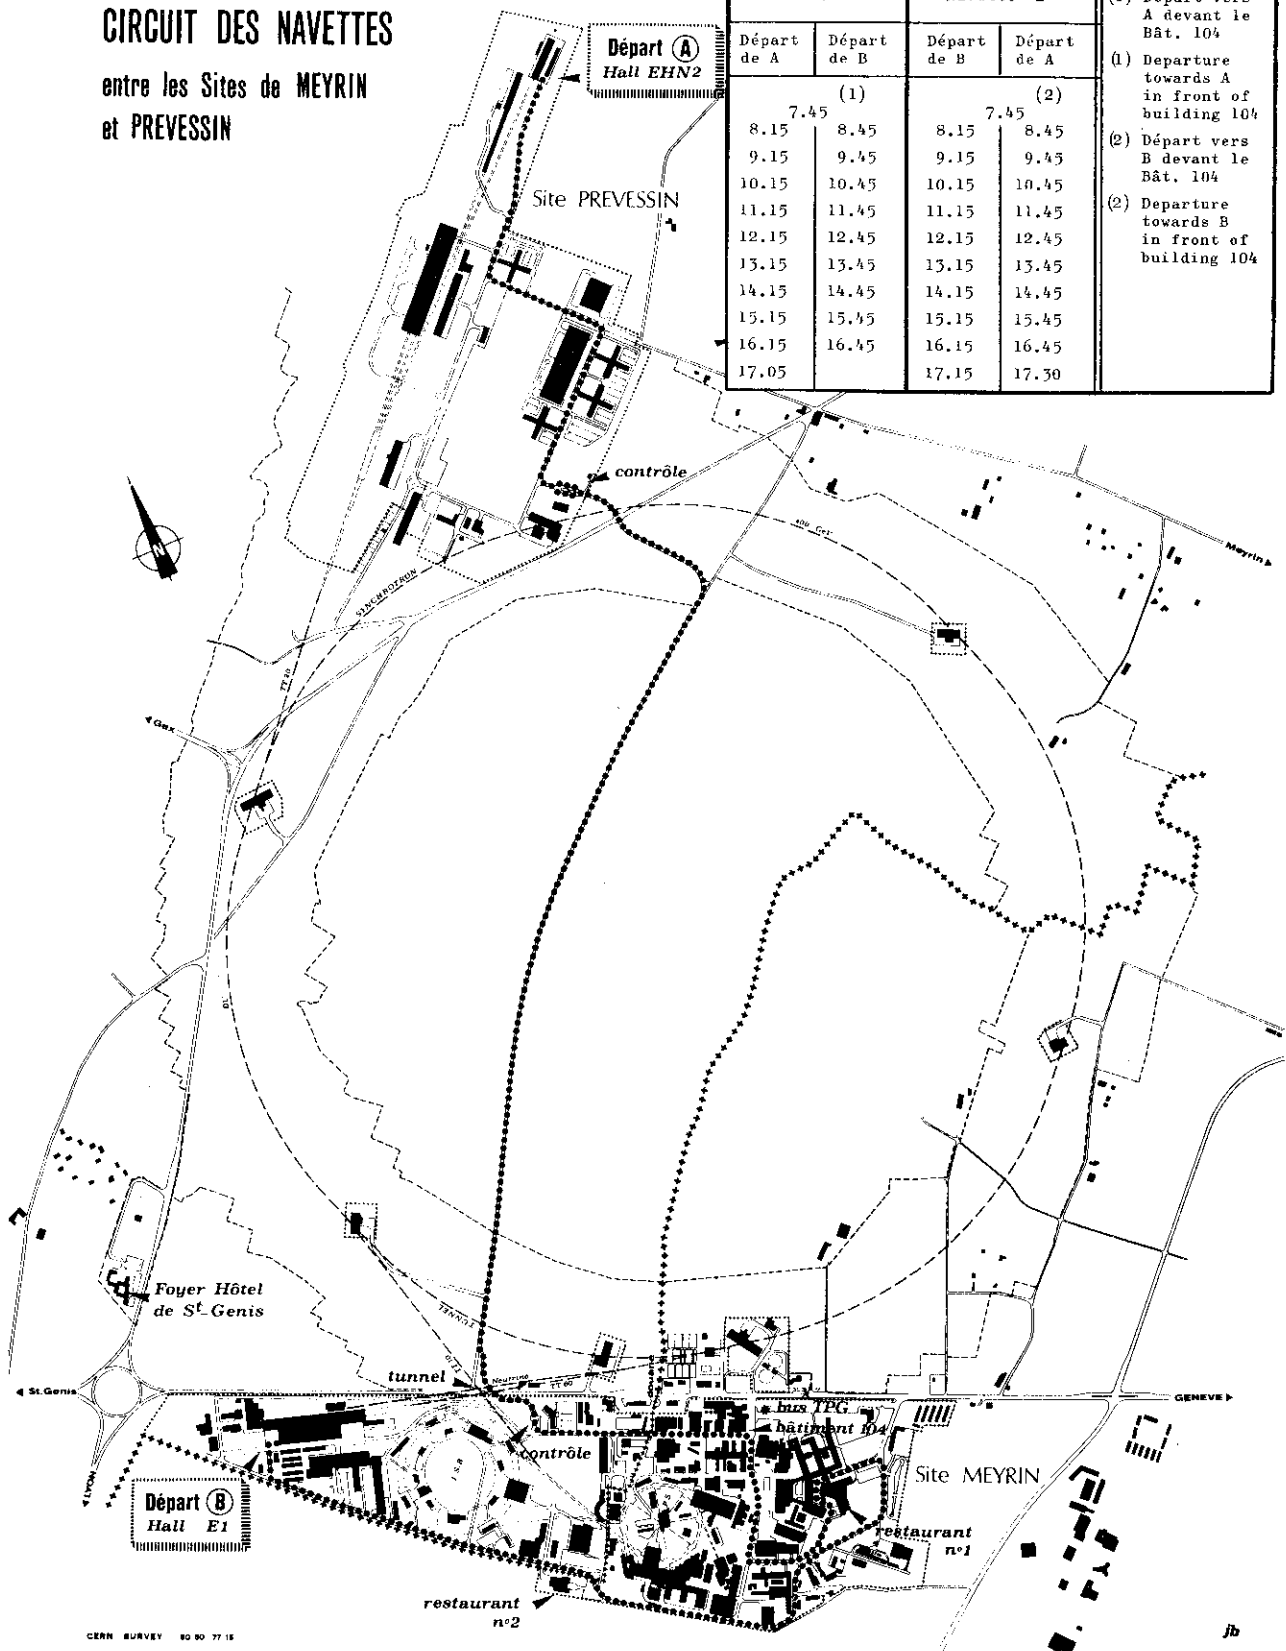 CIRCUIT DES NAVETTES
entre les Sites de MEYRIN
et PREVESSIN
Départ A
Hall EHN2
Départ de A | Départ de B | Départ de B | Départ de A
(1) (2)
7.45 7.45
8.15 8.45 8.15 8.45
9.15 9.45 9.15 9.45
10.15 10.45 10.15 10.45
11.15 11.45 11.15 11.45
12.15 12.45 12.15 12.45
13.15 13.45 13.15 13.45
14.15 14.45 14.15 14.45
15.15 15.45 15.15 15.45
16.15 16.45 16.15 16.45
17.05 17.15 17.30
A devant le
Bât. 104
(1) Departure
towards A
in front of
building 104
(2) Départ vers
B devant le
Bât. 104
(2) Departure
towards B
in front of
building 104
Site PREVESSIN
contrôle
400 GeV
Meyrin
SYNCHROTRON
Gex
Foyer Hôtel
de St-Genis
TUNNEL
tunnel
Neutrino
St.Genis
GENEVE
bus TPG
bâtiment 104
contrôle
LYON
Site MEYRIN
Départ B
Hall E1
restaurant
n°1
restaurant
n°2
CERN SURVEY 80 80 77 15
jb